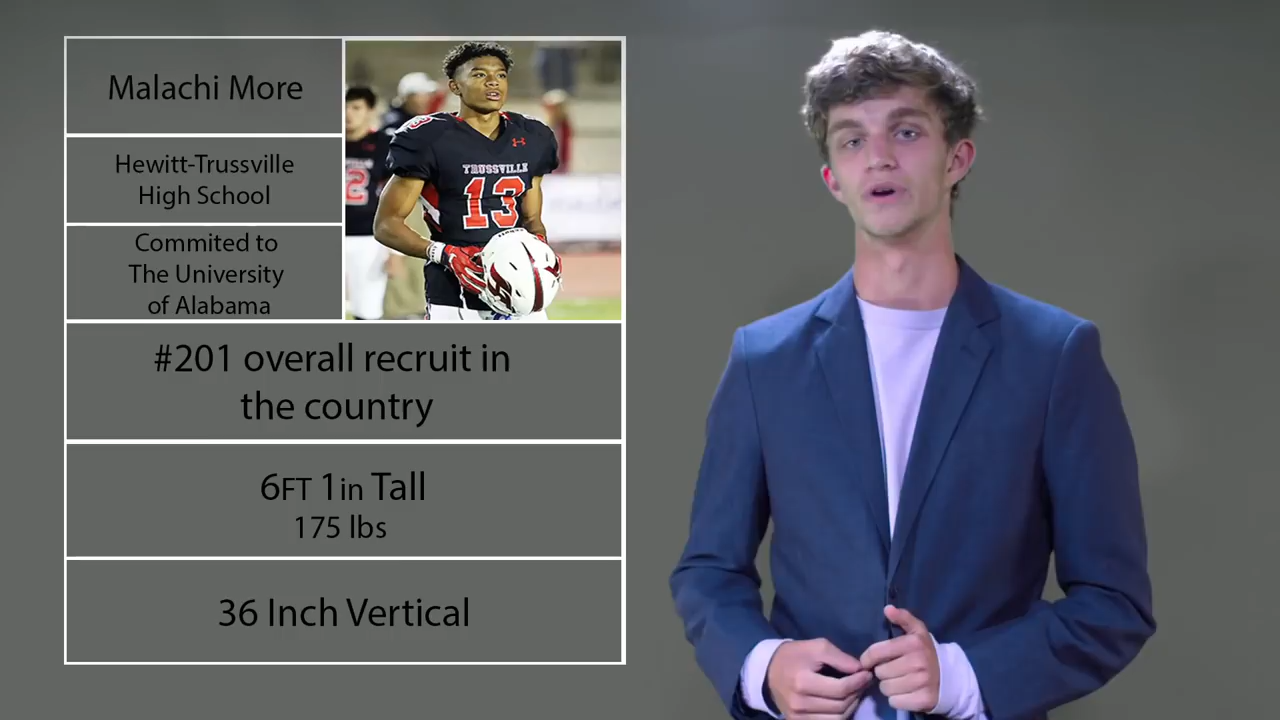 Malachi More
Hewitt-Trussville
High School
Commited to
The University
of Alabama
TRUSSVILLE
13
2
#201 overall recruit in
the country
6FT 1in Tall
175 lbs
36 Inch Vertical